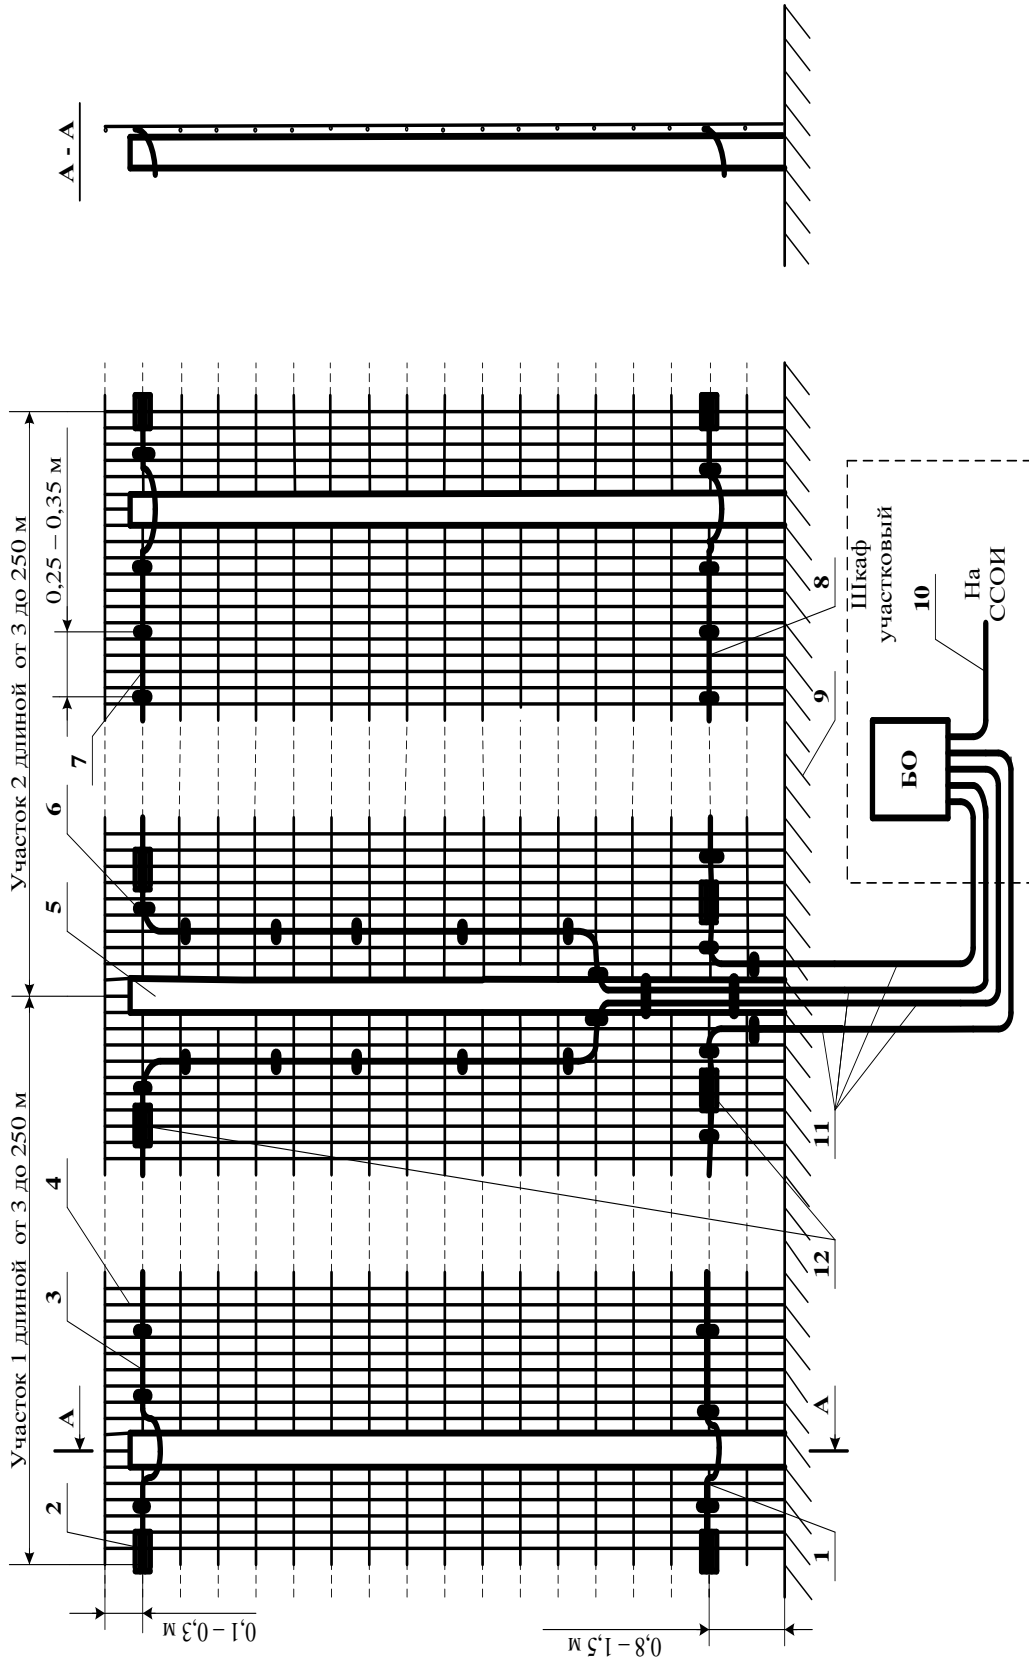 Участок 1 длиной от 3 до 250 м
Участок 2 длиной от 3 до 250 м
0,25 – 0,35 м
А - А
2
А
3
4
5
6
7
0,1 – 0,3 м
0,8 – 1,5 м
1
А
12
11
9
8
Шкаф
участковый
10
БО
На
ССОИ